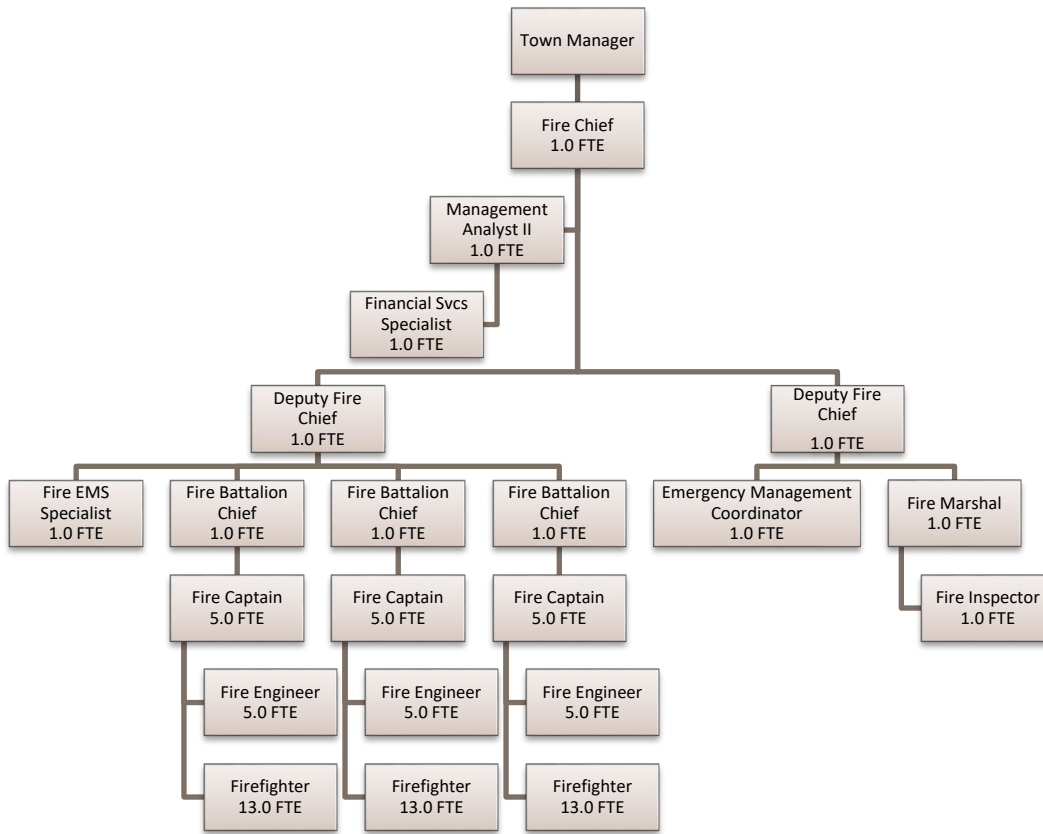 Town Manager
Fire Chief
1.0 FTE
Management
Analyst II
1.0 FTE
Financial Svcs
Specialist
1.0 FTE
Deputy Fire
Chief
1.0 FTE
Deputy Fire
Chief
1.0 FTE
Fire EMS
Specialist
1.0 FTE
Fire Battalion
Chief
1.0 FTE
Fire Battalion
Chief
1.0 FTE
Fire Battalion
Chief
1.0 FTE
Emergency Management
Coordinator
1.0 FTE
Fire Marshal
1.0 FTE
Fire Captain
5.0 FTE
Fire Captain
5.0 FTE
Fire Captain
5.0 FTE
Fire Inspector
1.0 FTE
Fire Engineer
5.0 FTE
Fire Engineer
5.0 FTE
Fire Engineer
5.0 FTE
Firefighter
13.0 FTE
Firefighter
13.0 FTE
Firefighter
13.0 FTE